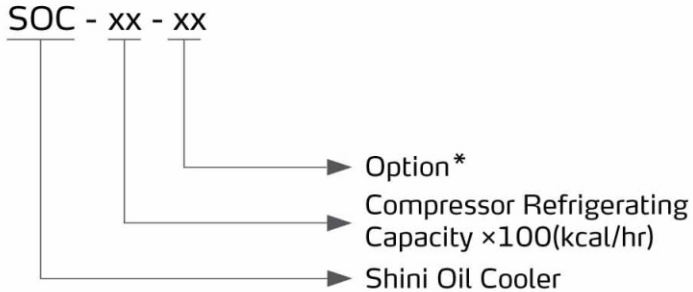 SOC - xx - xx
Option*
Compressor Refrigerating
Capacity ×100(kcal/hr)
Shini Oil Cooler